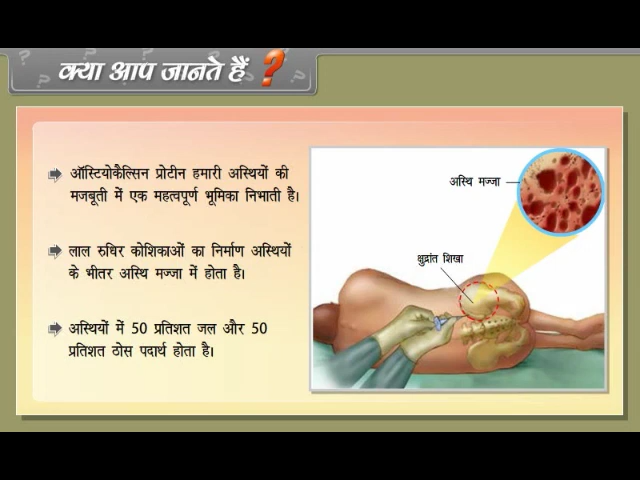 क्या आप जानते हैं ?
ऑस्टियोकैल्सिन प्रोटीन हमारी अस्थियों की
मजबूती में एक महत्वपूर्ण भूमिका निभाती है।
लाल रुधिर कोशिकाओं का निर्माण अस्थियों
के भीतर अस्थि मज्जा में होता है।
अस्थियों में 50 प्रतिशत जल और 50
प्रतिशत ठोस पदार्थ होता है।
अस्थि मज्जा
क्षुद्रांत शिखा